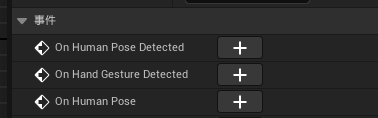 事件
On Human Pose Detected
On Hand Gesture Detected
On Human Pose